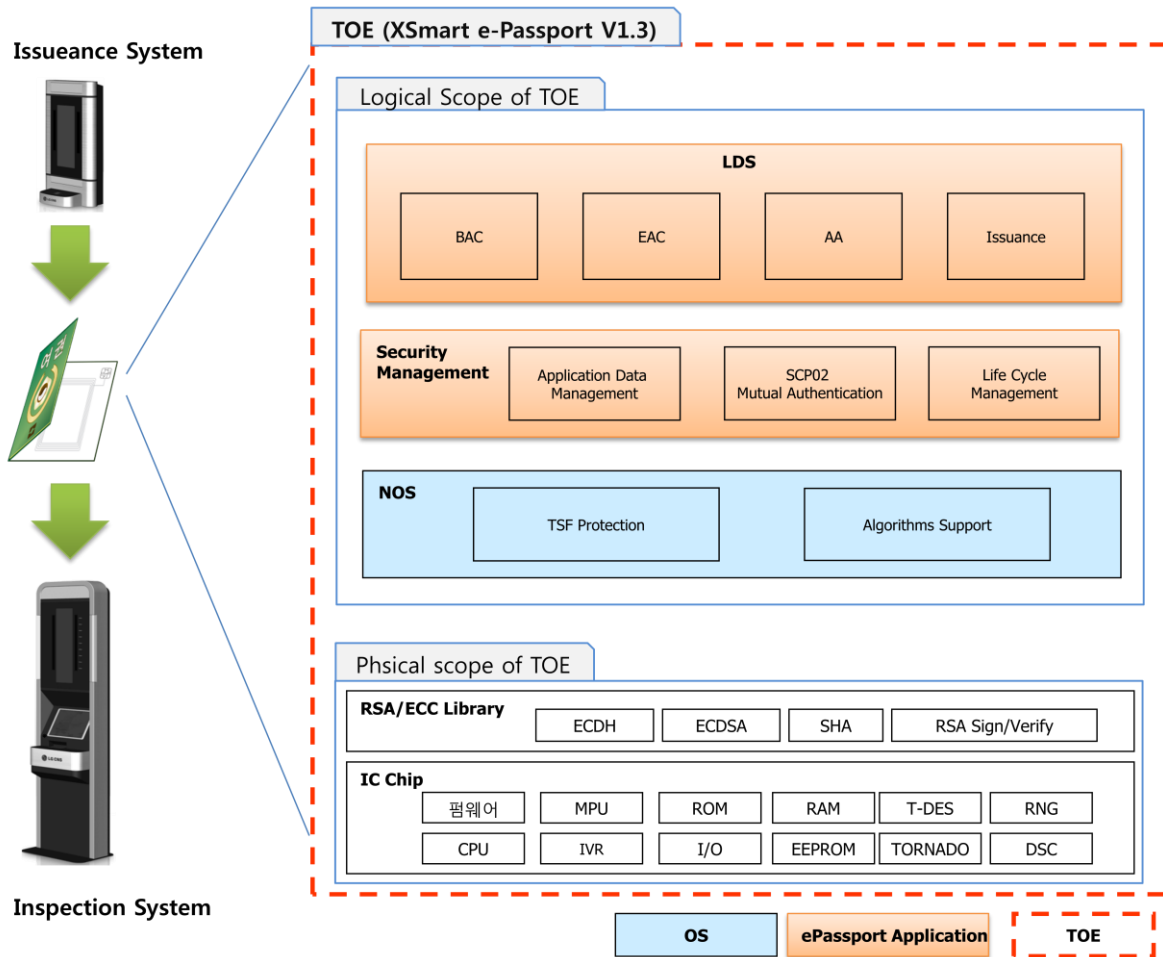 TOE (XSmart e-Passport V1.3)
Issueance System
Logical Scope of TOE
LDS
BAC
EAC
AA
Issuance
Security
Management
Application Data
Management
SCP02
Mutual Authentication
Life Cycle
Management
NOS
TSF Protection
Algorithms Support
Phsical scope of TOE
RSA/ECC Library
ECDH
ECDSA
SHA
RSA Sign/Verify
IC Chip
펌웨어
MPU
ROM
RAM
T-DES
RNG
CPU
IVR
I/O
EEPROM
TORNADO
DSC
Inspection System
OS
ePassport Application
TOE